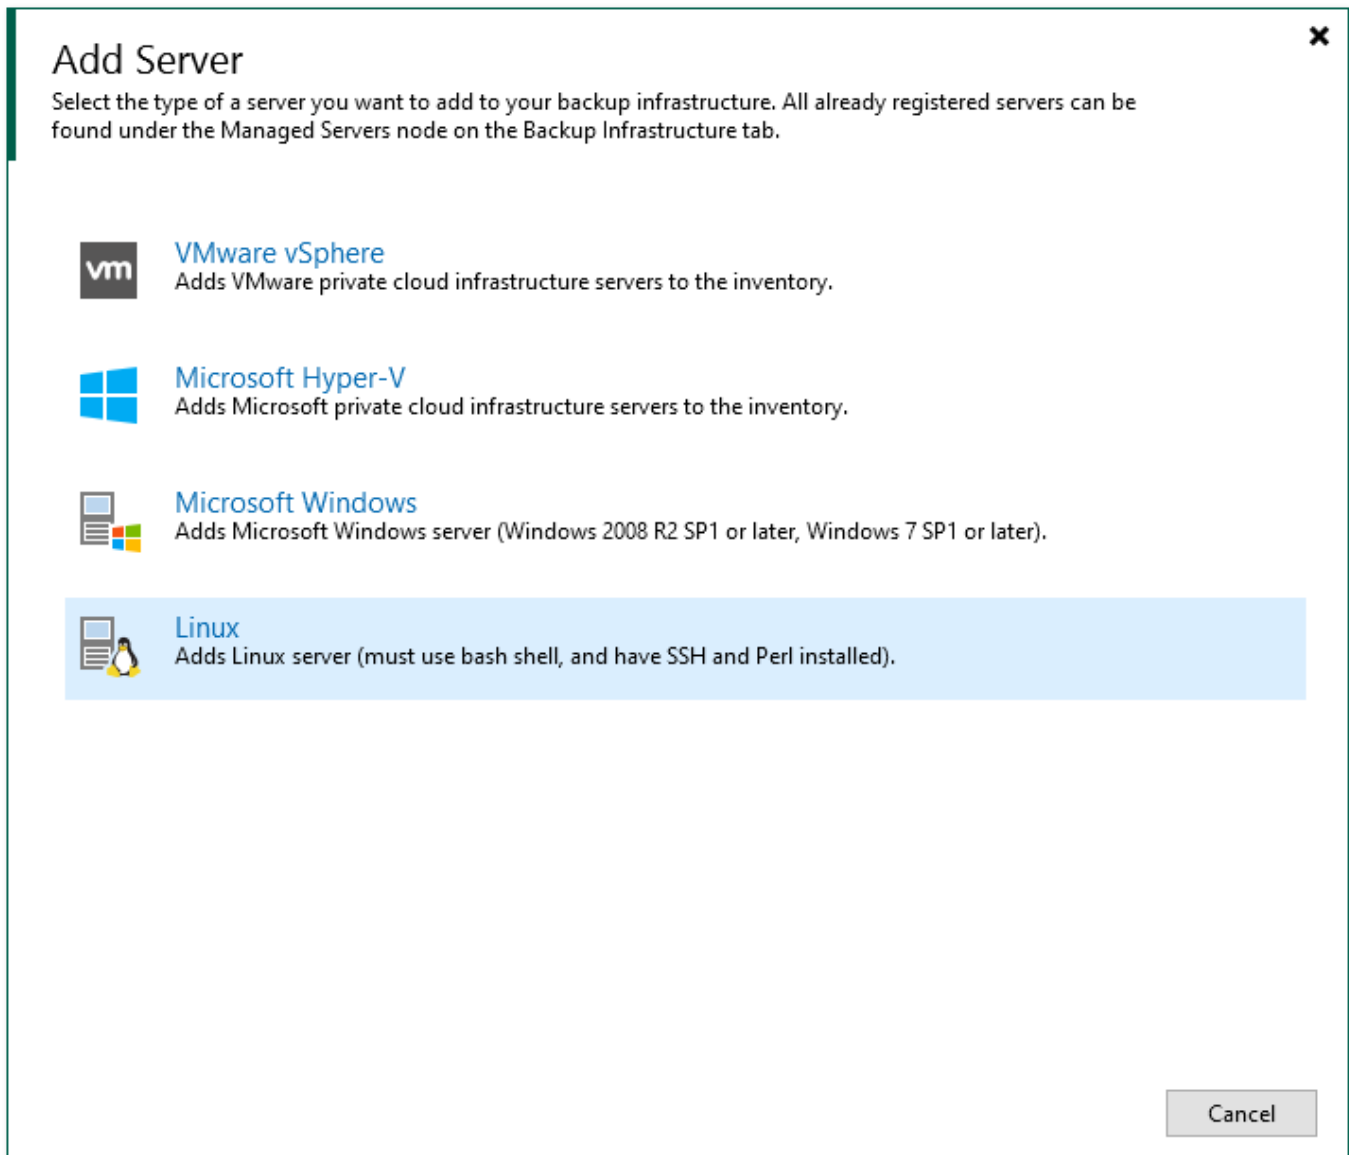 Add Server
Select the type of a server you want to add to your backup infrastructure. All already registered servers can be
found under the Managed Servers node on the Backup Infrastructure tab.
vm
VMware vSphere
Adds VMware private cloud infrastructure servers to the inventory.
Microsoft Hyper-V
Adds Microsoft private cloud infrastructure servers to the inventory.
Microsoft Windows
Adds Microsoft Windows server (Windows 2008 R2 SP1 or later, Windows 7 SP1 or later).
Linux
Adds Linux server (must use bash shell, and have SSH and Perl installed).
Cancel